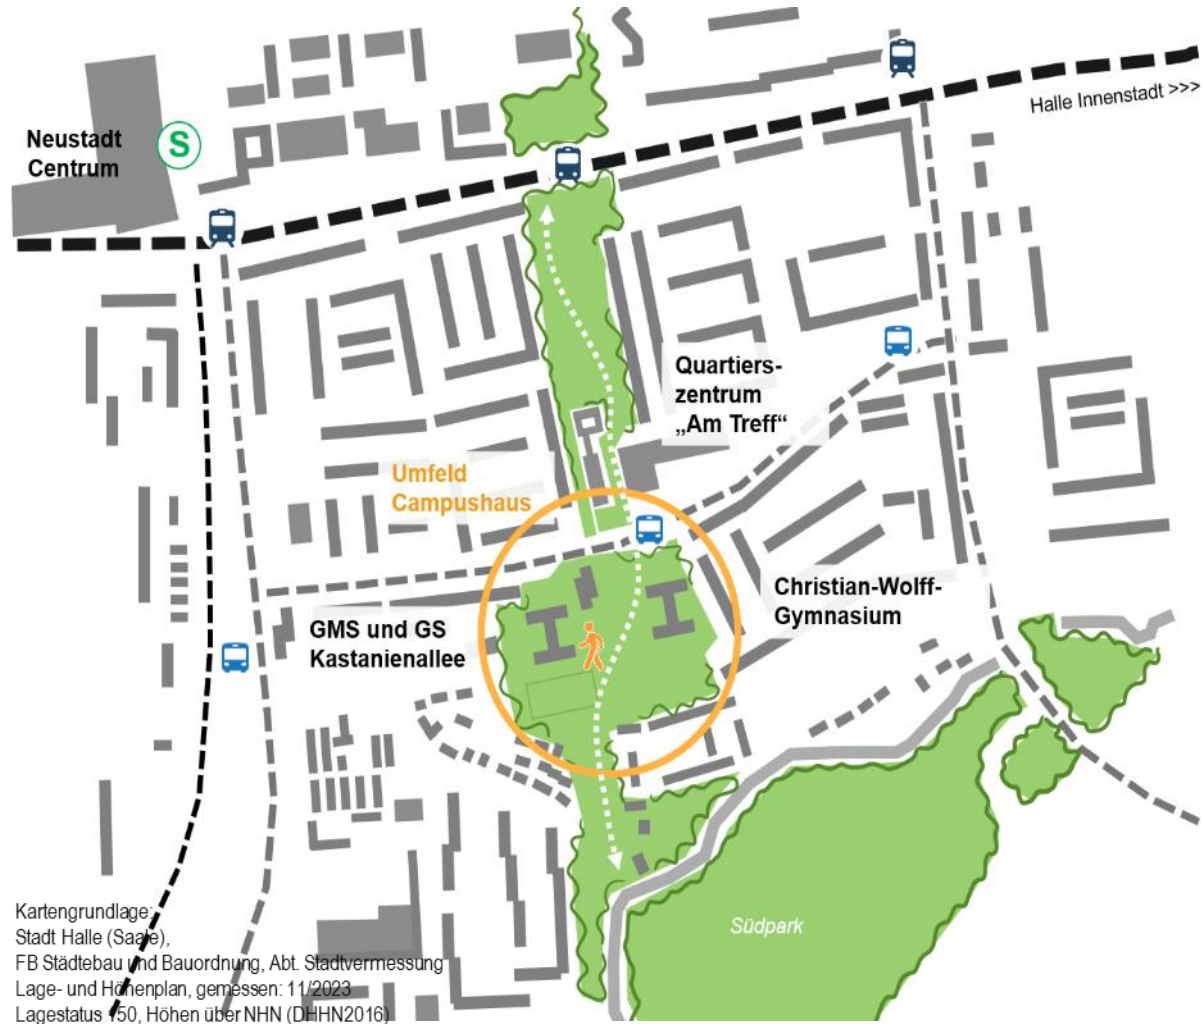 Halle Innenstadt >>>
Neustadt
Centrum
S
Quartiers-
zentrum
„Am Treff“
Umfeld
Campushaus
Christian-Wolff-
Gymnasium
GMS und GS
Kastanienallee
Südpark
Kartengrundlage:
Stadt Halle (Saale),
FB Städtebau und Bauordnung, Abt. Stadtvermessung
Lage- und Höhenplan, gemessen: 11/2023
Lagestatus 150, Höhen über NHN (DHHN2016)